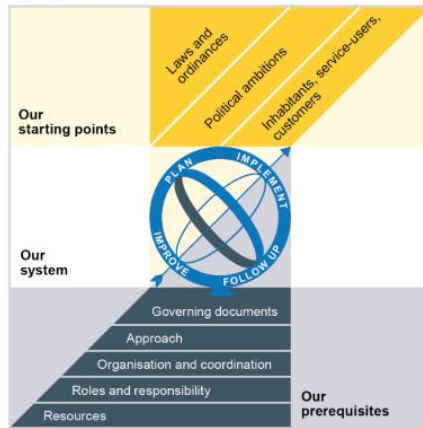 Laws and
ordinances
Political ambitions
Inhabitants, service-users,
customers
Our
starting points
PLAN
IMPLEMENT
FOLLOW UP
IMPROVE
Our
system
Governing documents
Approach
Organisation and coordination
Roles and responsibility
Resources
Our
prerequisites